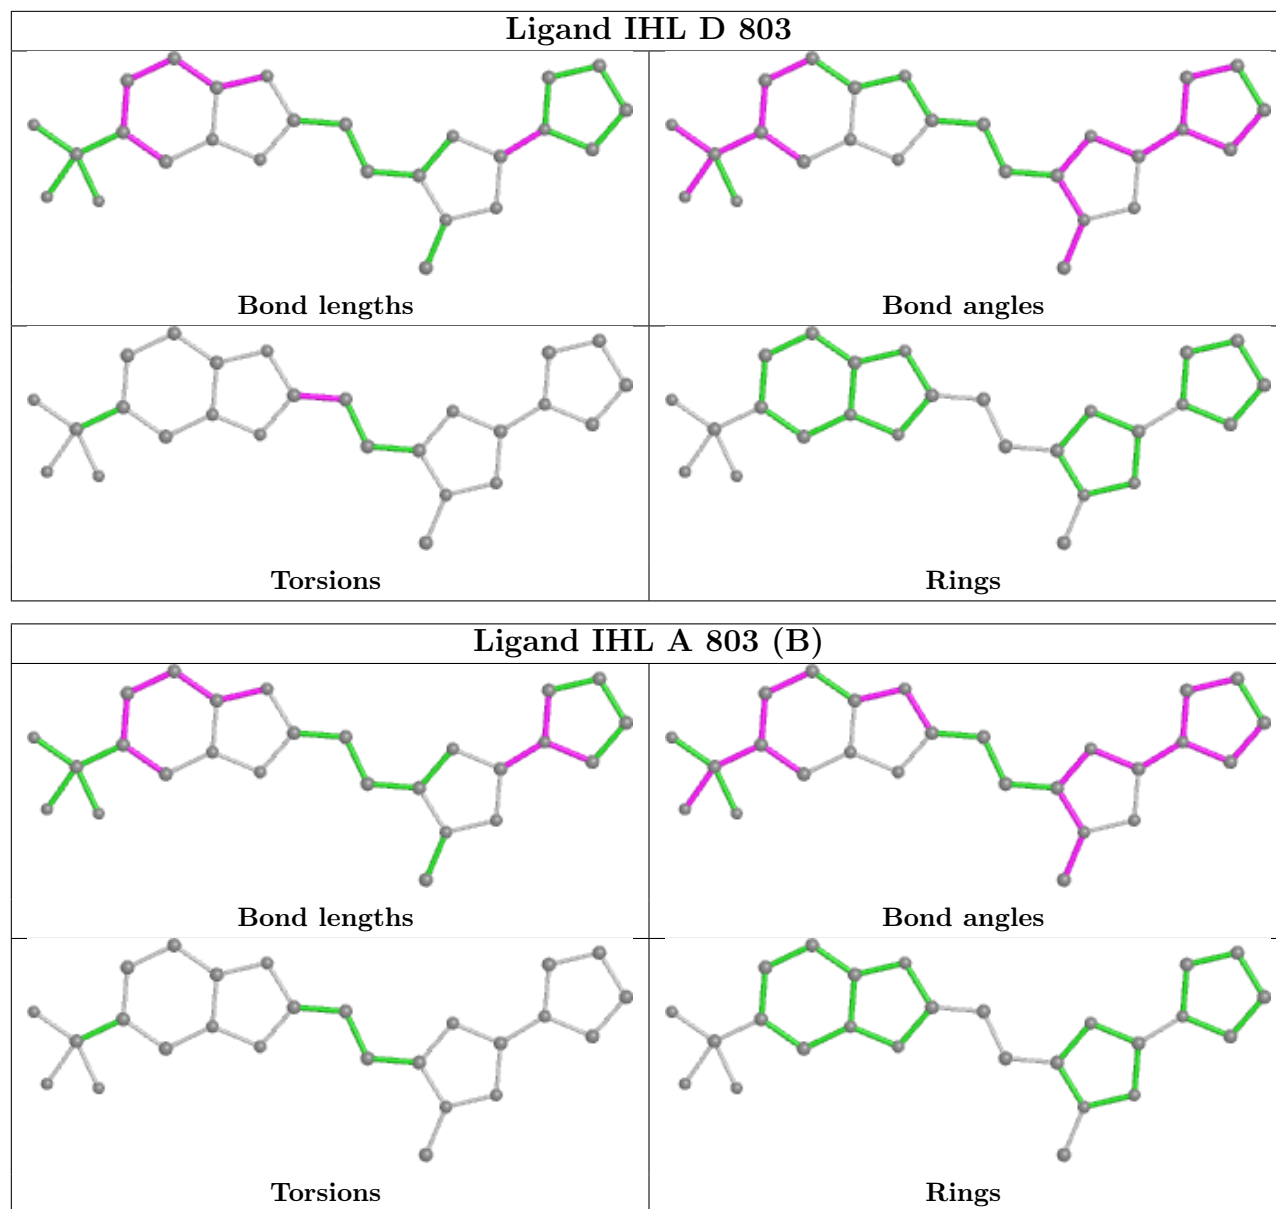 Ligand IHL D 803
Bond lengths
Bond angles
Torsions
Rings
Ligand IHL A 803 (B)
Bond lengths
Bond angles
Torsions
Rings